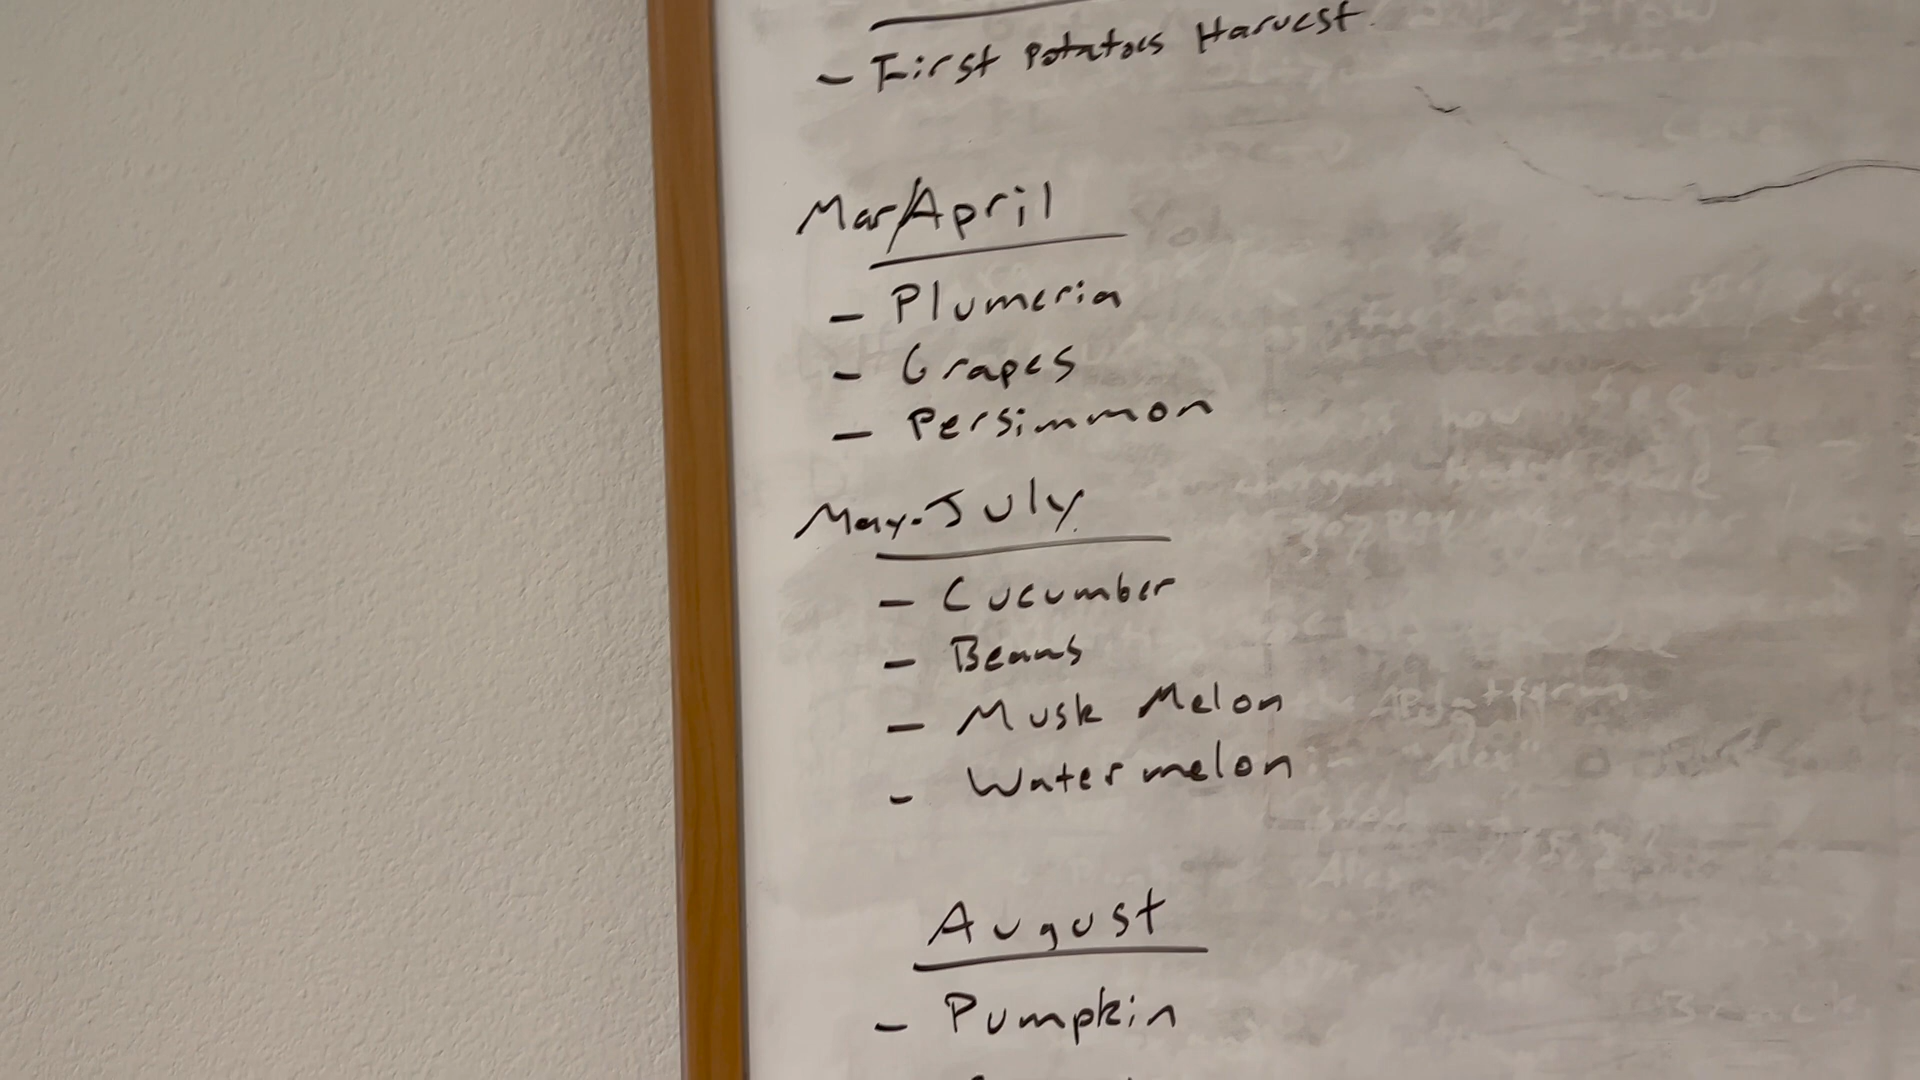 - First Potatoes Harvest.
Mar/April
- Plumeria
- Grapes
- Persimmon
May-July
- Cucumber
- Beans
- Musk Melon
- Watermelon
August
- Pumpkin